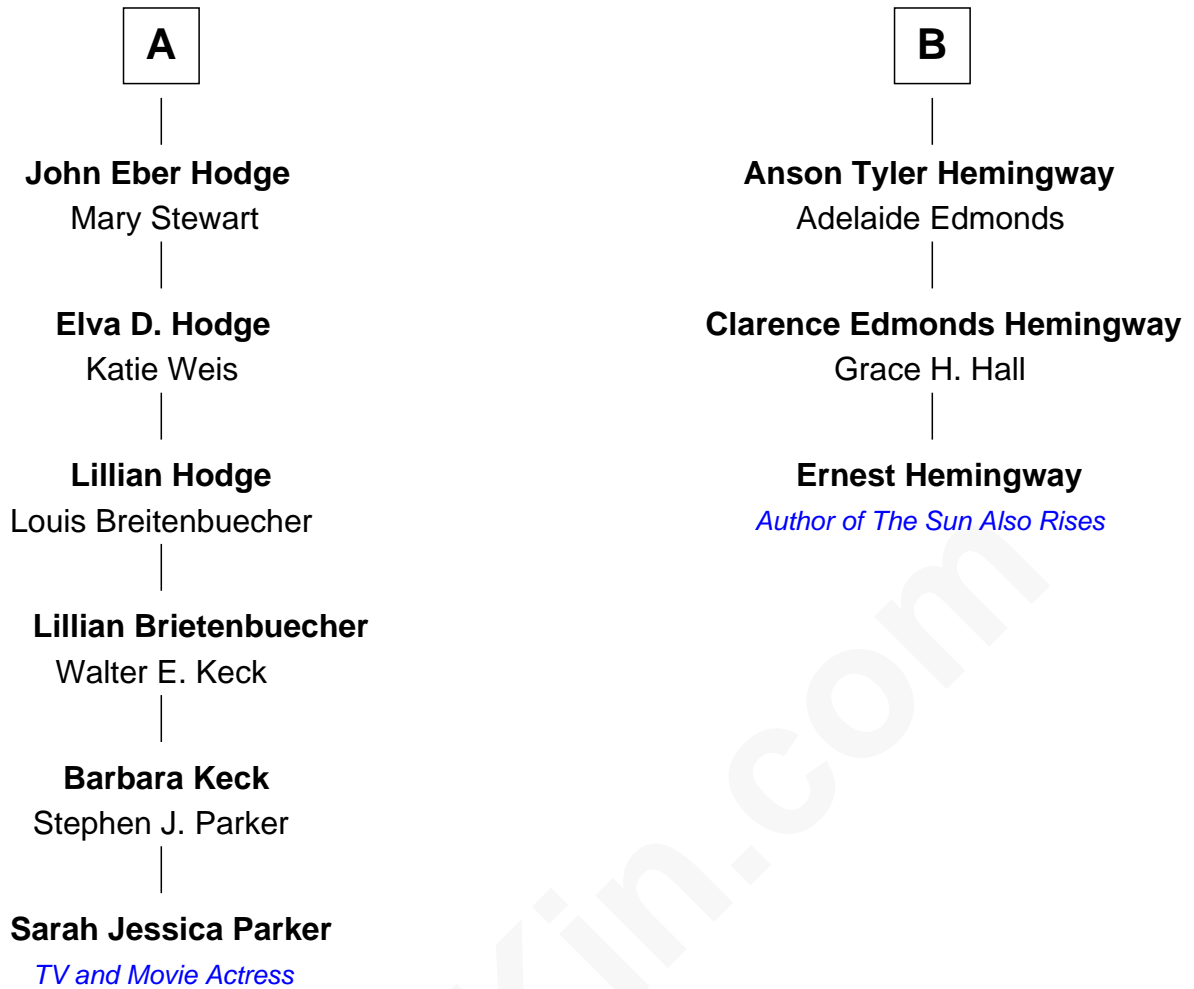 A
John Eber Hodge
Mary Stewart
Elva D. Hodge
Katie Weis
Lillian Hodge
Louis Breitenbuecher
Lillian Brietenbuecher
Walter E. Keck
Barbara Keck
Stephen J. Parker
Sarah Jessica Parker
TV and Movie Actress
B
Anson Tyler Hemingway
Adelaide Edmonds
Clarence Edmonds Hemingway
Grace H. Hall
Ernest Hemingway
Author of The Sun Also Rises
Kin.com